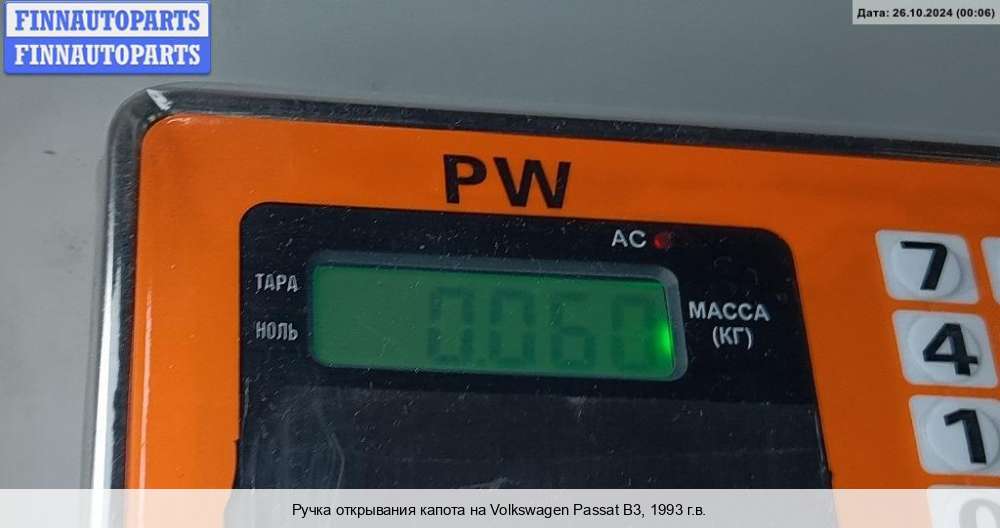 FINNAUTOPARTS
FINNAUTOPARTS
Дата: 26.10.2024 (00:06)
PW
AC
ТАРА
НОЛЬ
0.060
МАССА
(КГ)
7
4
1
Ручка открывания капота на Volkswagen Passat B3, 1993 г.в.